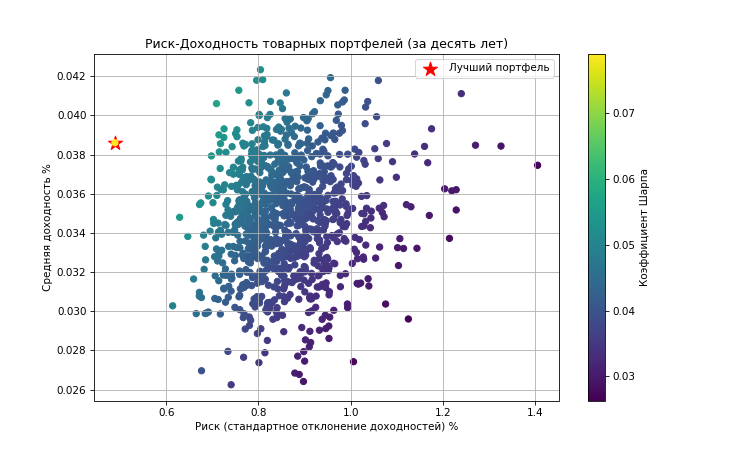 Риск-Доходность товарных портфелей (за десять лет)
Лучший портфель
Средняя доходность %
0.042
0.040
0.038
0.036
0.034
0.032
0.030
0.028
0.026
0.6 0.8 1.0 1.2 1.4
Риск (стандартное отклонение доходностей) %
0.07
0.06
0.05
0.04
0.03
Коэффициент Шарпа